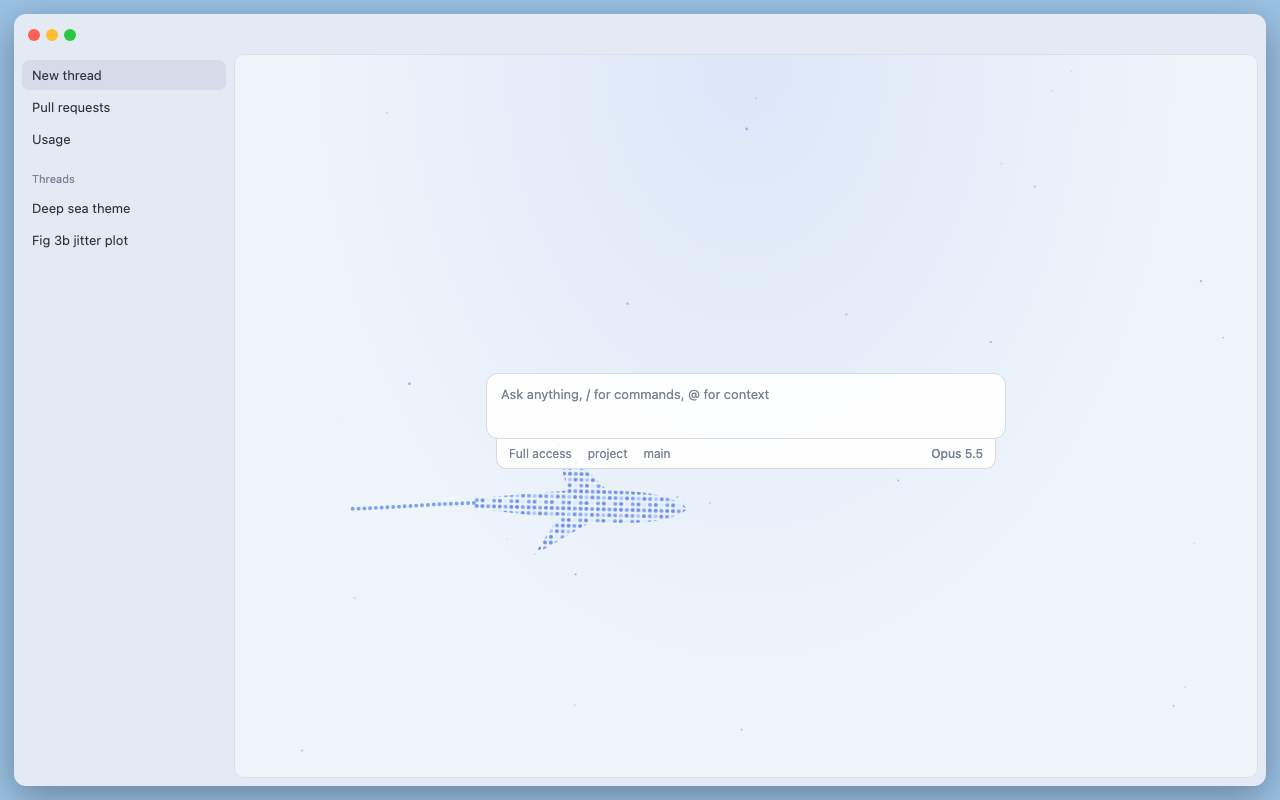 New thread
Pull requests
Usage
Threads
Deep sea theme
Fig 3b jitter plot
Ask anything, / for commands, @ for context
Full access project main Opus 5.5